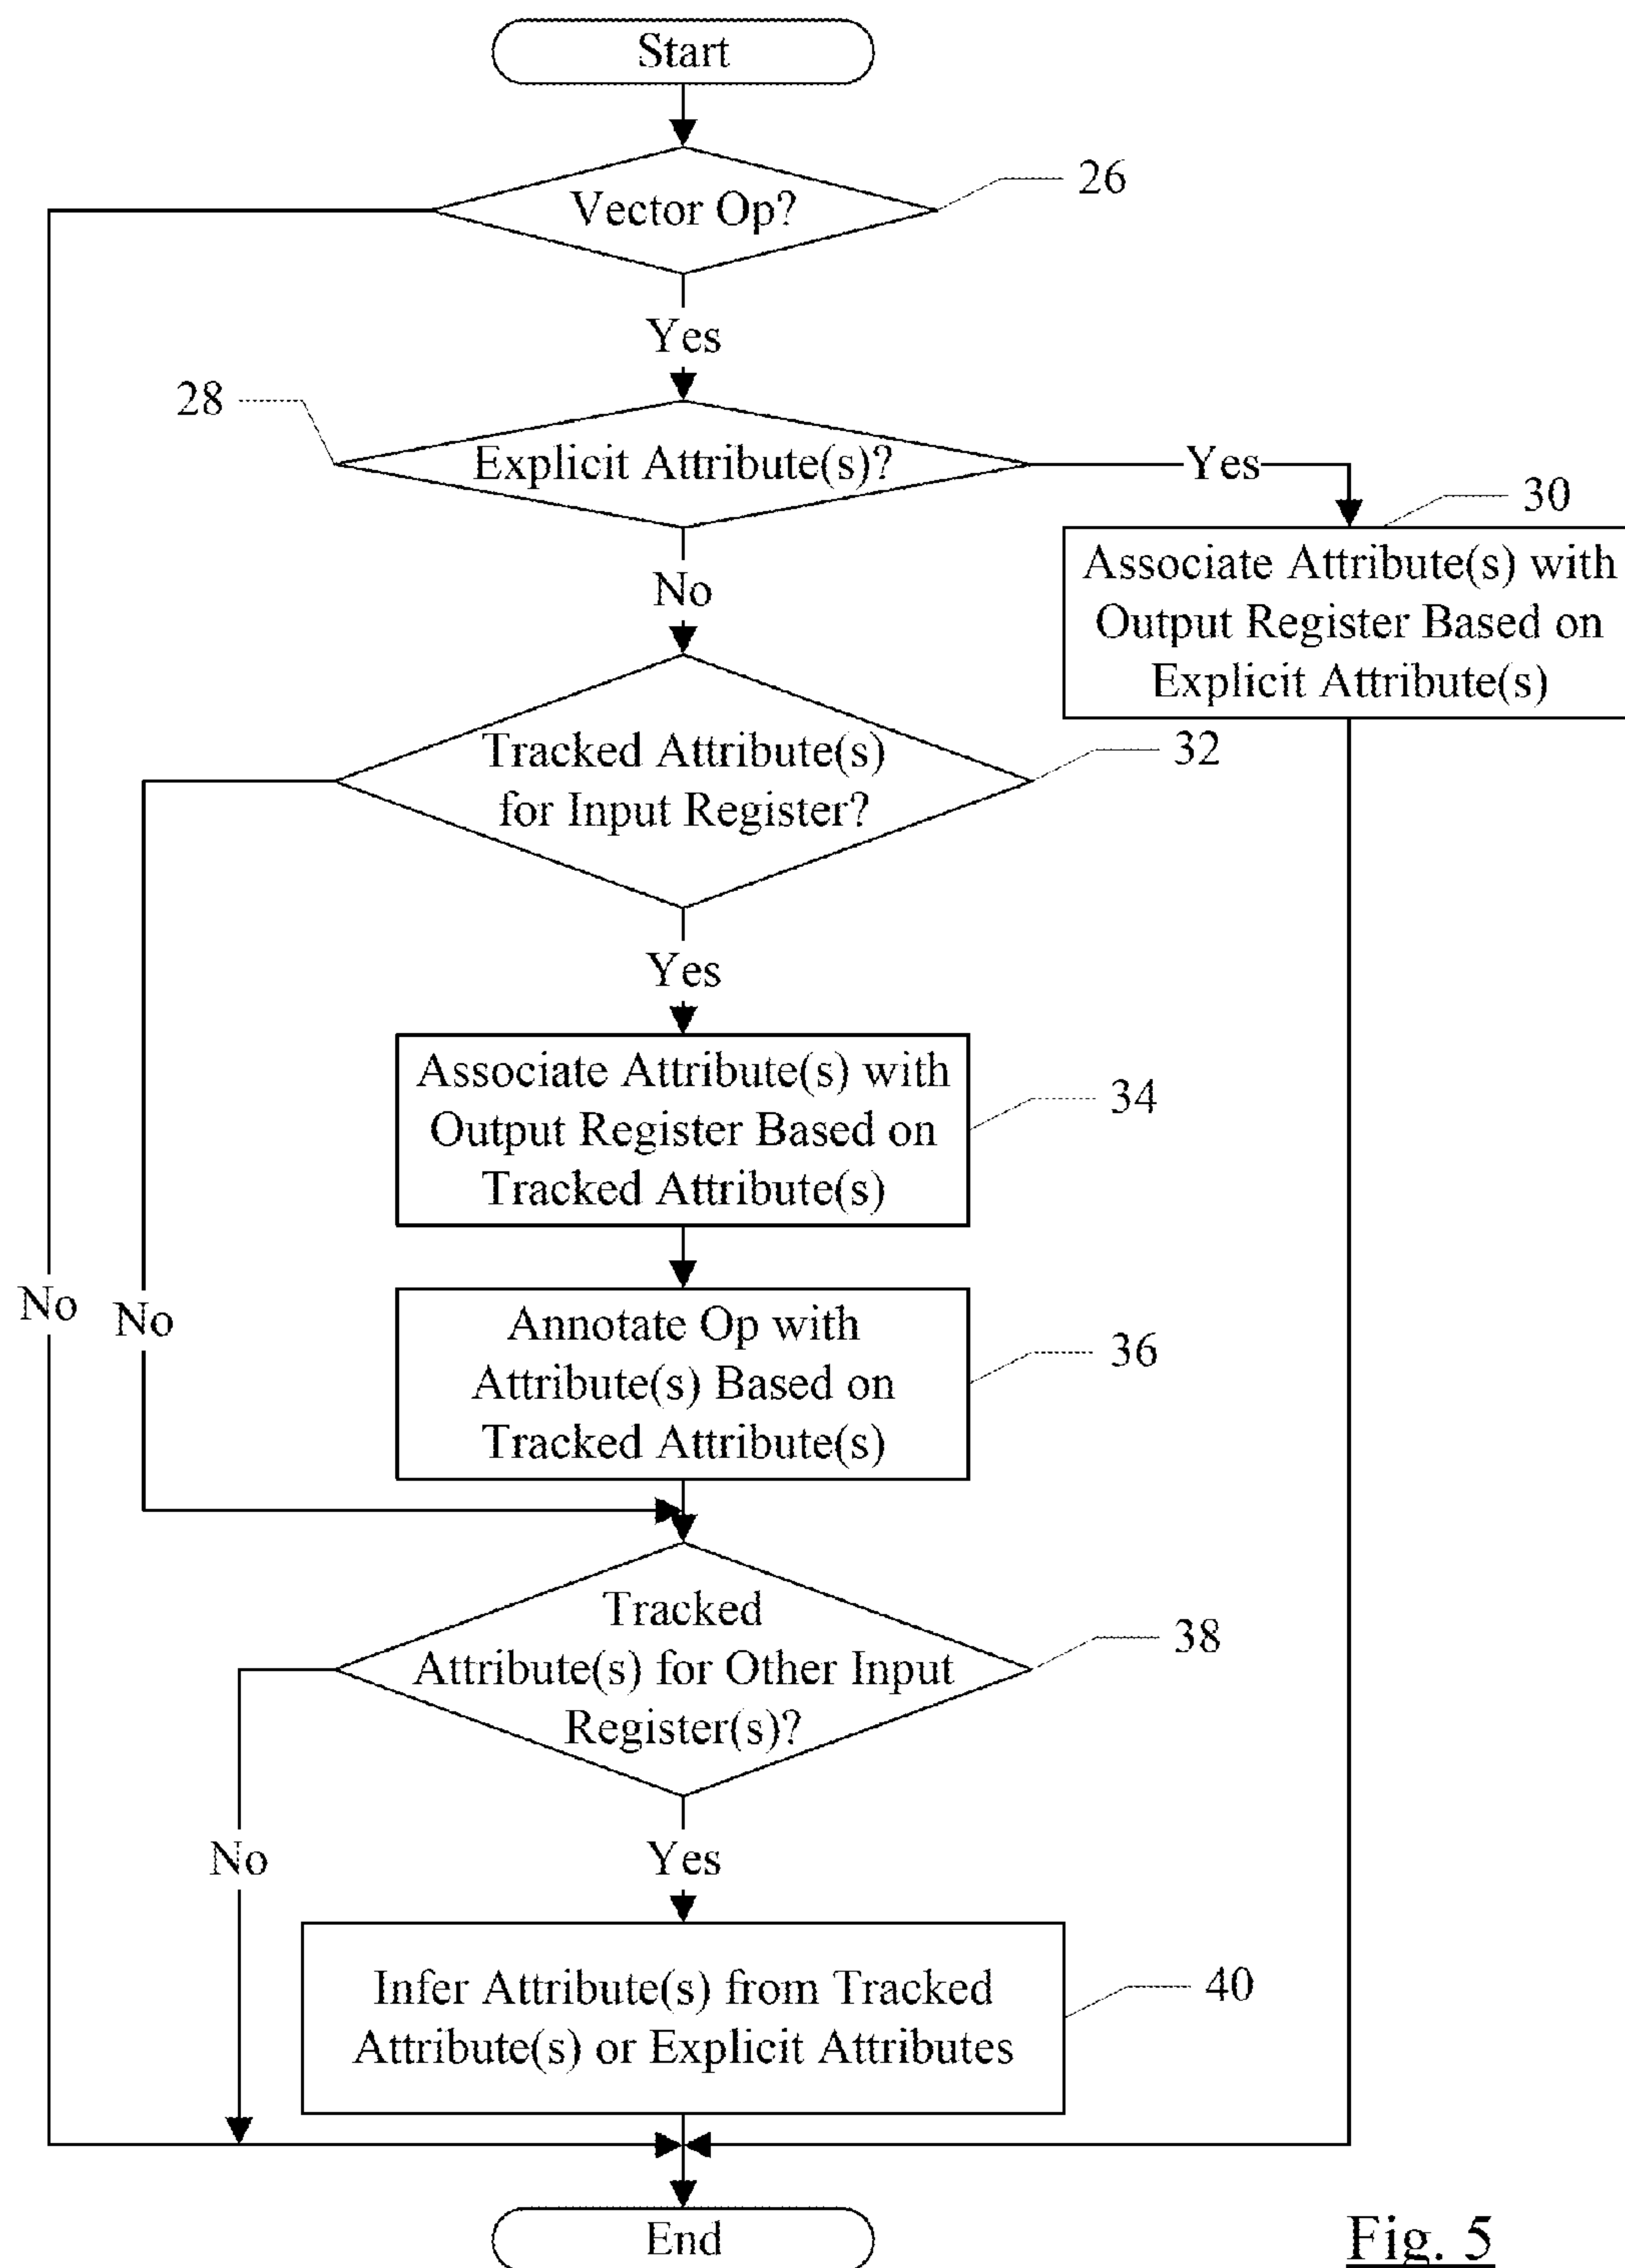 Start
Vector Op?
26
Yes
28
Explicit Attribute(s)?
Yes
30
Associate Attribute(s) with
Output Register Based on
Explicit Attribute(s)
No
Tracked Attribute(s)
for Input Register?
32
Yes
Associate Attribute(s) with
Output Register Based on
Tracked Attribute(s)
34
No
No
Annotate Op with
Attribute(s) Based on
Tracked Attribute(s)
36
Tracked
Attribute(s) for Other Input
Register(s)?
38
No
Yes
Infer Attribute(s) from Tracked
Attribute(s) or Explicit Attributes
40
End
Fig. 5